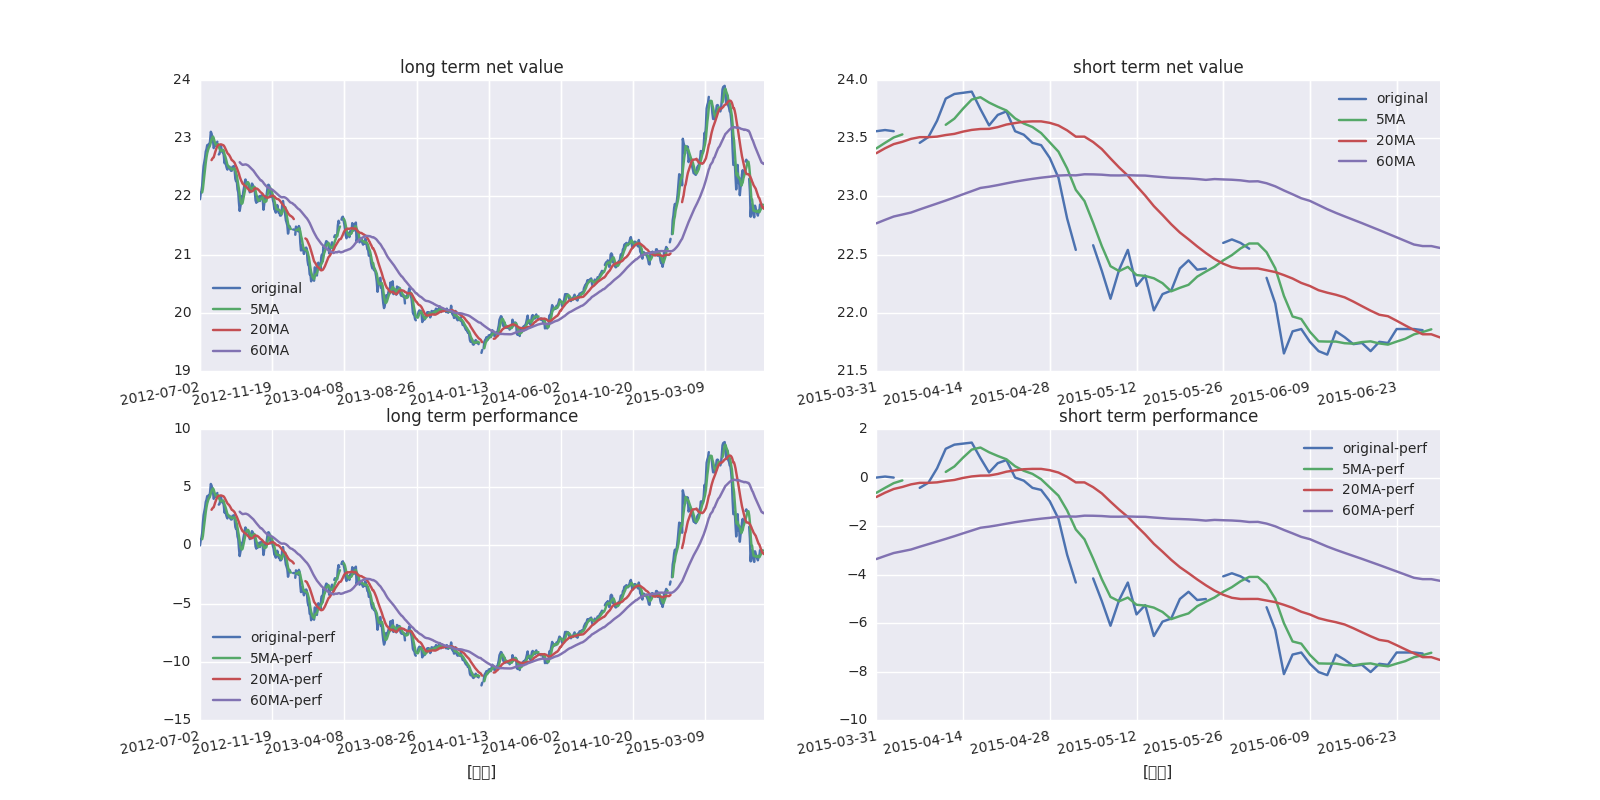 long term net value
24
23
22
21
20
19
original
5MA
20MA
60MA
2012-07-02
2012-11-19
2013-04-08
2013-08-26
2014-01-13
2014-06-02
2014-10-20
2015-03-09
short term net value
24.0
23.5
23.0
22.5
22.0
21.5
original
5MA
20MA
60MA
2015-03-31
2015-04-14
2015-04-28
2015-05-12
2015-05-26
2015-06-09
2015-06-23
long term performance
10
5
0
−5
−10
−15
original-perf
5MA-perf
20MA-perf
60MA-perf
2012-07-02
2012-11-19
2013-04-08
2013-08-26
2014-01-13
2014-06-02
2014-10-20
2015-03-09
[▯▯]
short term performance
2
0
−2
−4
−6
−8
−10
original-perf
5MA-perf
20MA-perf
60MA-perf
2015-03-31
2015-04-14
2015-04-28
2015-05-12
2015-05-26
2015-06-09
2015-06-23
[▯▯]